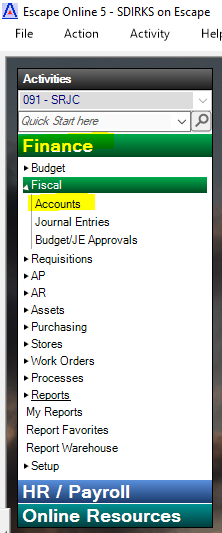 Escape Online 5 - SDIRKS on Escape
File Action Activity
Activities
091 - SRJC
Quick Start here
Finance
Budget
Fiscal
Accounts
Journal Entries
Budget/JE Approvals
Requisitions
AP
AR
Assets
Purchasing
Stores
Work Orders
Processes
Reports
My Reports
Report Favorites
Report Warehouse
Setup
HR / Payroll
Online Resources